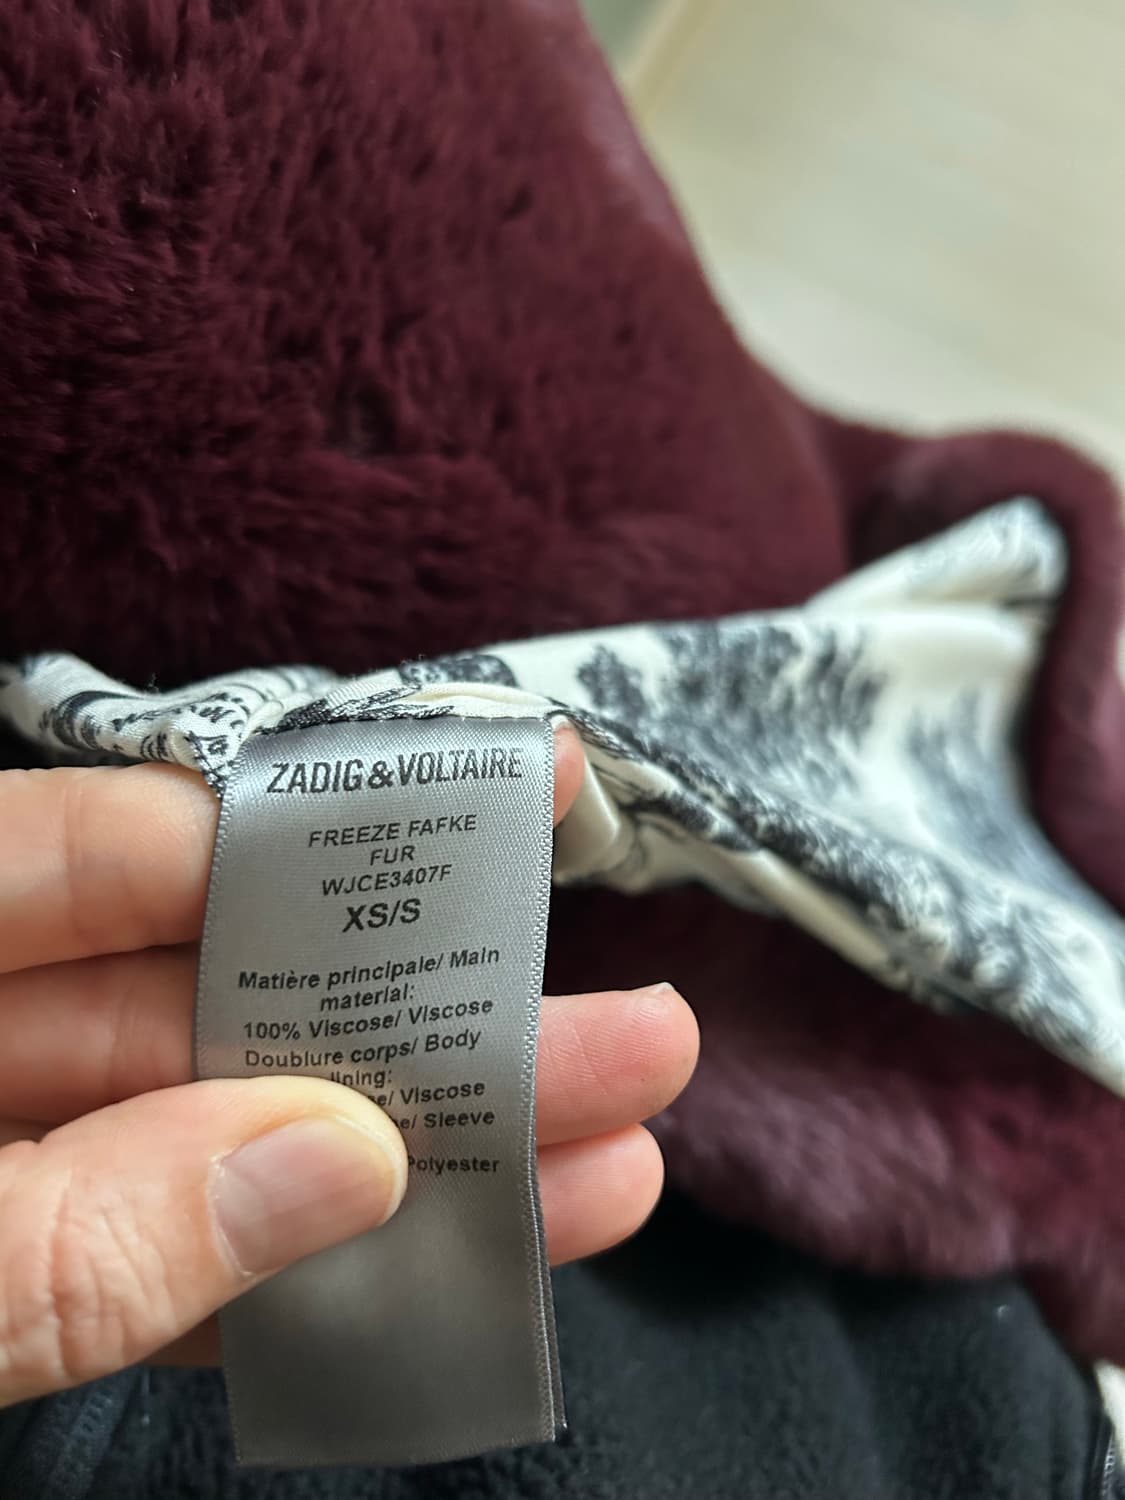 ZADIG&VOLTAIRE
FREEZE FAFKE
FUR
WJCE3407F
XS/S
Matière principale/ Main
material:
100% Viscose/ Viscose
Doublure corps/ Body
lining:
/ Viscose
/ Sleeve
Polyester